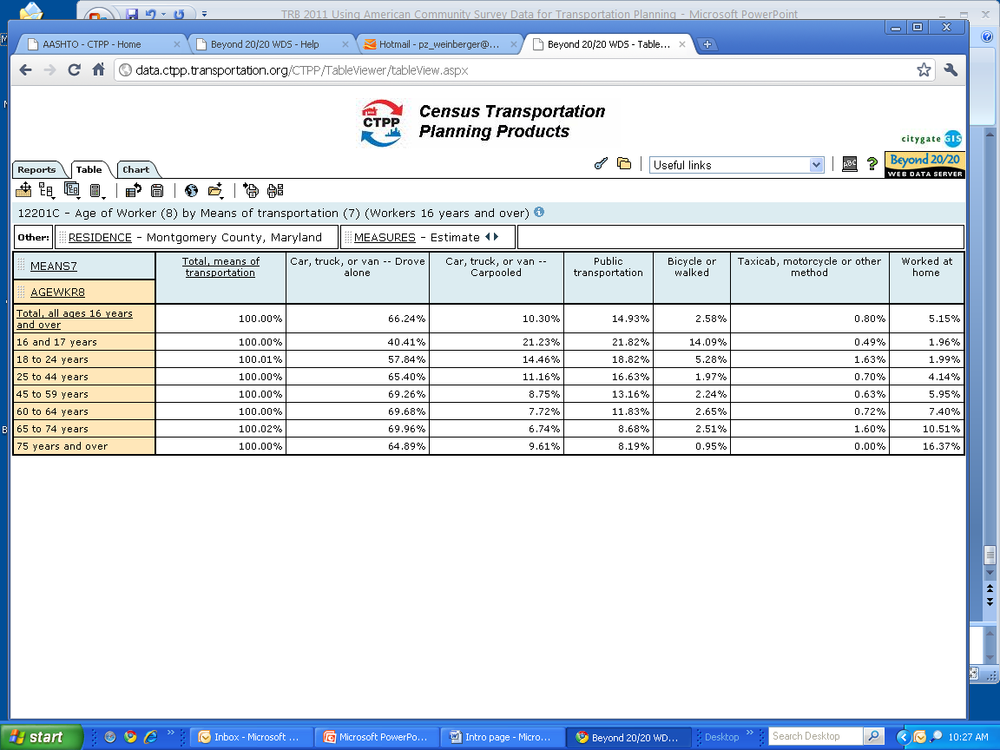 TRB 2011 Using American Community Survey Data for Transportation Planning - Microsoft PowerPoint
AASHTO - CTPP - Home
Beyond 20/20 WDS - Help
Hotmail - pz_weinberger@...
Beyond 20/20 WDS - Table...
data.ctpp.transportation.org/CTPP/TableViewer/tableView.aspx
CTPP
Census Transportation
Planning Products
citygate GIS
Reports
Table
Chart
Useful links
ABC
?
Beyond 20/20
WEB DATA SERVER
12201C - Age of Worker (8) by Means of transportation (7) (Workers 16 years and over)
Other: RESIDENCE - Montgomery County, Maryland MEASURES - Estimate
MEANS7 Total, means of transportation Car, truck, or van -- Drove alone Car, truck, or van -- Carpooled Public transportation Bicycle or walked Taxicab, motorcycle or other method Worked at home
AGEWKR8
Total, all ages 16 years and over 100.00% 66.24% 10.30% 14.93% 2.58% 0.80% 5.15%
16 and 17 years 100.00% 40.41% 21.23% 21.82% 14.09% 0.49% 1.96%
18 to 24 years 100.01% 57.84% 14.46% 18.82% 5.28% 1.63% 1.99%
25 to 44 years 100.00% 65.40% 11.16% 16.63% 1.97% 0.70% 4.14%
45 to 59 years 100.00% 69.26% 8.75% 13.16% 2.24% 0.63% 5.95%
60 to 64 years 100.00% 69.68% 7.72% 11.83% 2.65% 0.72% 7.40%
65 to 74 years 100.02% 69.96% 6.74% 8.68% 2.51% 1.60% 10.51%
75 years and over 100.00% 64.89% 9.61% 8.19% 0.95% 0.00% 16.37%
start
Inbox - Microsoft ...
Microsoft PowerPo...
Intro page - Micro...
Beyond 20/20 WD...
Desktop
Search Desktop
10:27 AM